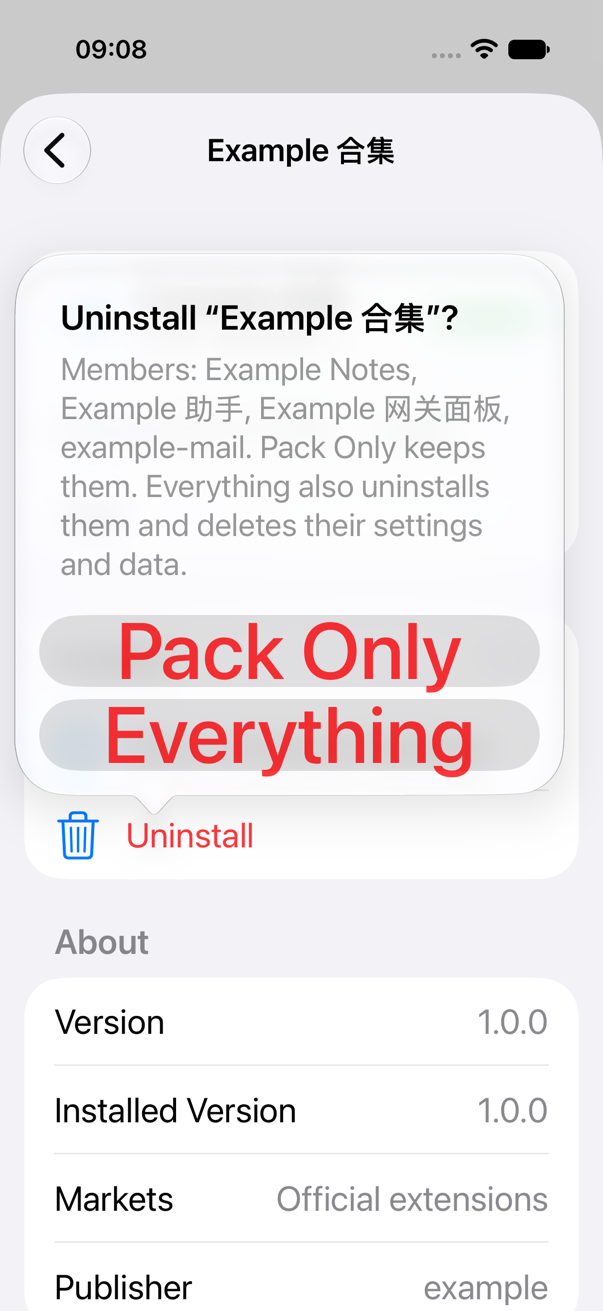 09:08
Example 合集
Uninstall “Example 合集”?
Members: Example Notes,
Example 助手, Example 网关面板,
example-mail. Pack Only keeps
them. Everything also uninstalls
them and deletes their settings
and data.
Pack Only
Everything
Uninstall
About
Version 1.0.0
Installed Version 1.0.0
Markets Official extensions
Publisher example